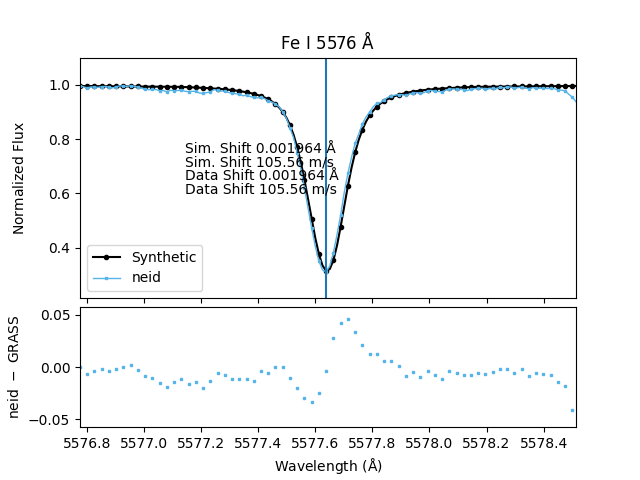 Fe I 5576 Å
Normalized Flux
1.0
0.8
0.6
0.4
Sim. Shift 0.001964 Å
Sim. Shift 105.56 m/s
Data Shift 0.001964 Å
Data Shift 105.56 m/s
Synthetic
neid
neid − GRASS
0.05
0.00
−0.05
5576.8 5577.0 5577.2 5577.4 5577.6 5577.8 5578.0 5578.2 5578.4
Wavelength (Å)